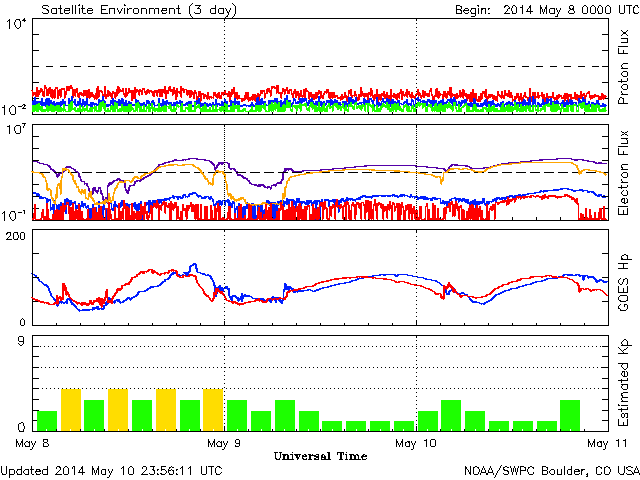 Satellite Environment (3 day) Begin: 2014 May 8 0000 UTC
10^4
10^-2
Proton Flux
10^7
10^-1
Electron Flux
200
0
GOES Hp
9
0
Estimated Kp
May 8 May 9 May 10 May 11
Universal Time
Updated 2014 May 10 23:56:11 UTC NOAA/SWPC Boulder, CO USA